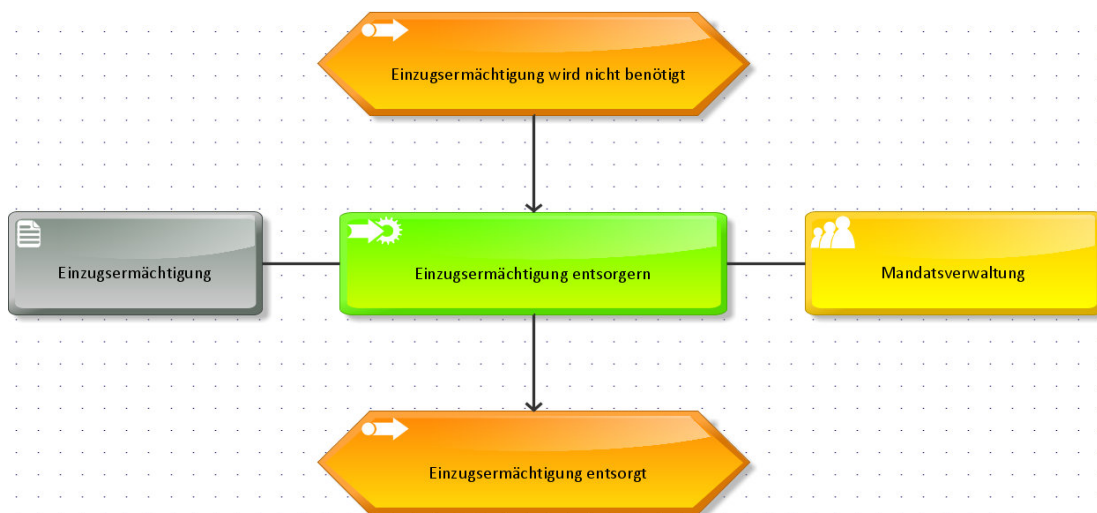 Einzugsermächtigung wird nicht benötigt
Einzugsermächtigung
Einzugsermächtigung entsorgern
Mandatsverwaltung
Einzugsermächtigung entsorgt